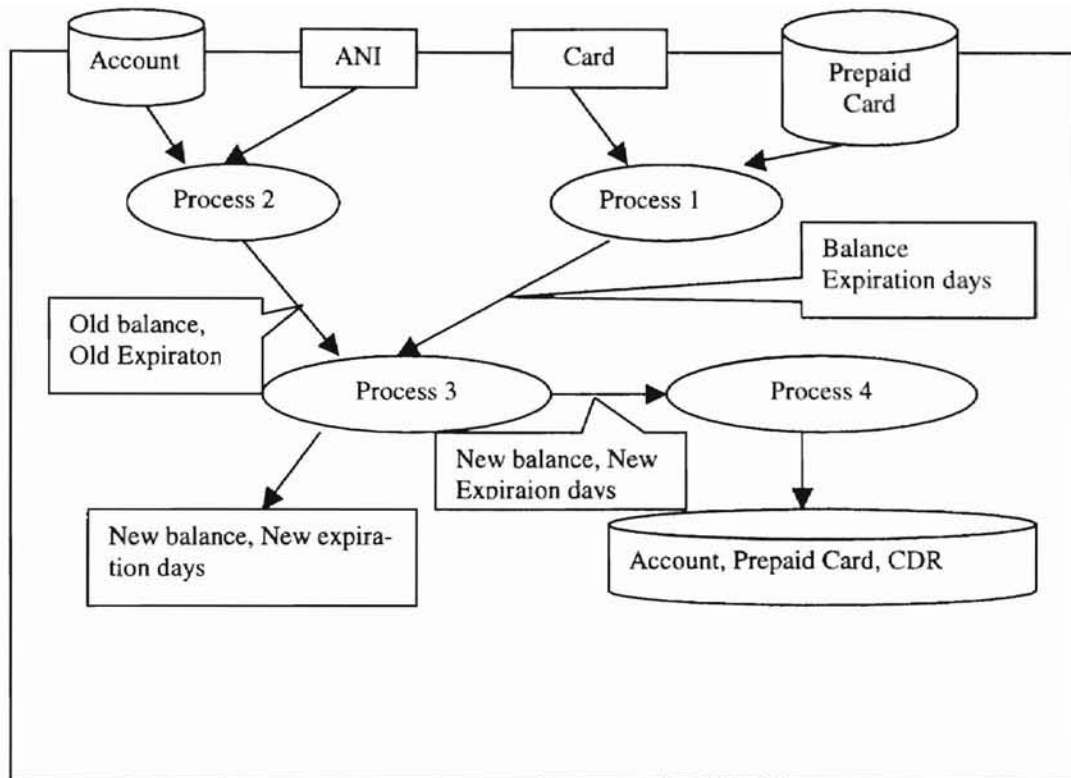 Account
ANI
Card
Prepaid
Card
Process 2
Process 1
Balance
Expiration days
Old balance,
Old Expiraton
Process 3
Process 4
New balance, New
Expiraion days
New balance, New expira-
tion days
Account, Prepaid Card, CDR